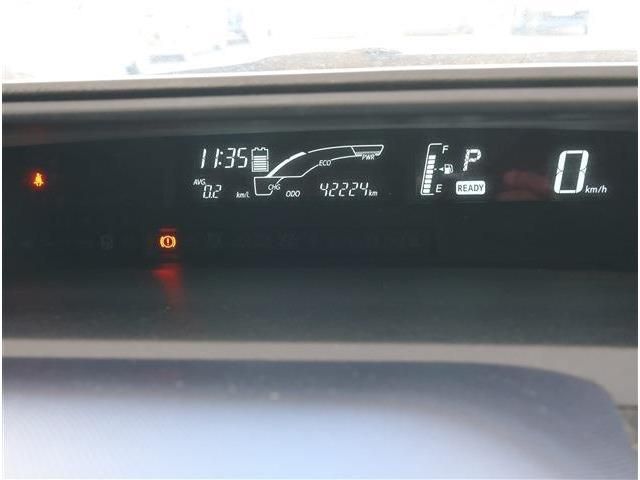 11:35
ECO
PWR
AVG.
0.2 km/L
CHG
ODO 42224 km
F
E
P
READY
0 km/h